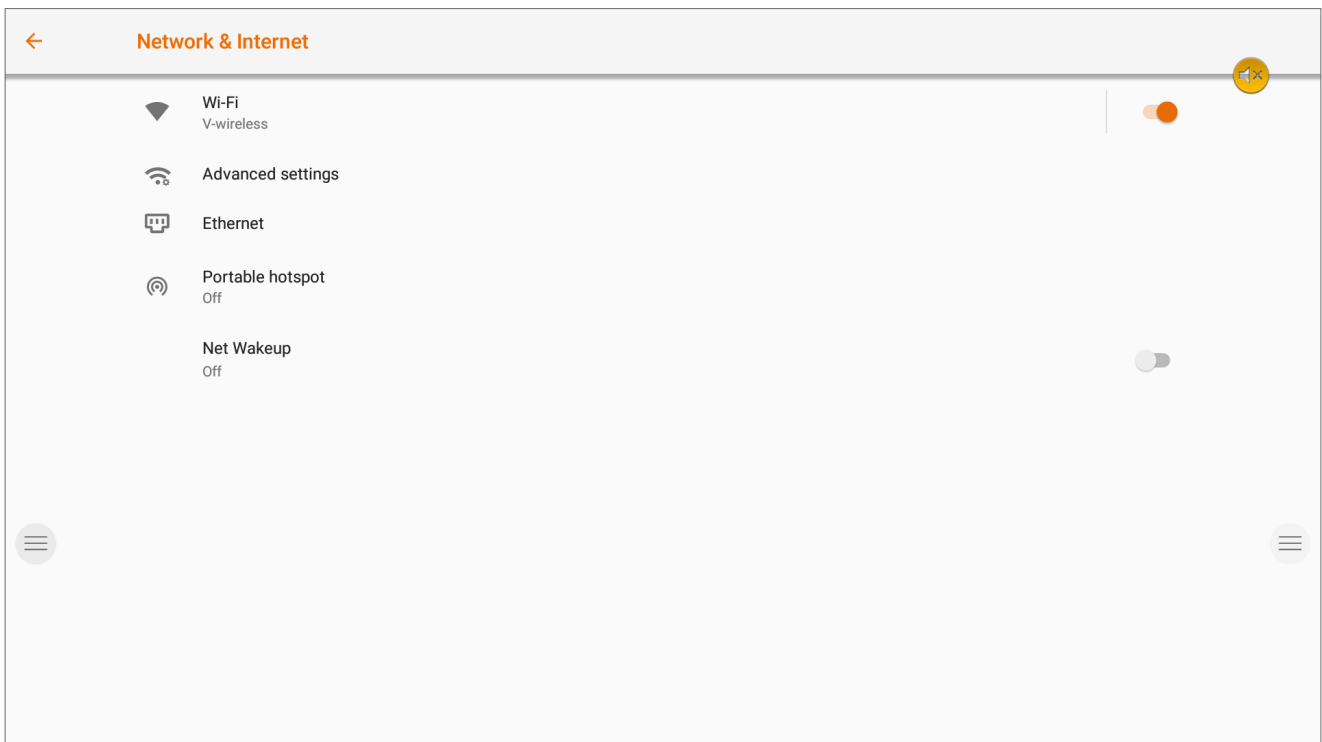 Network & Internet
Wi-Fi
V-wireless
Advanced settings
Ethernet
Portable hotspot
Off
Net Wakeup
Off